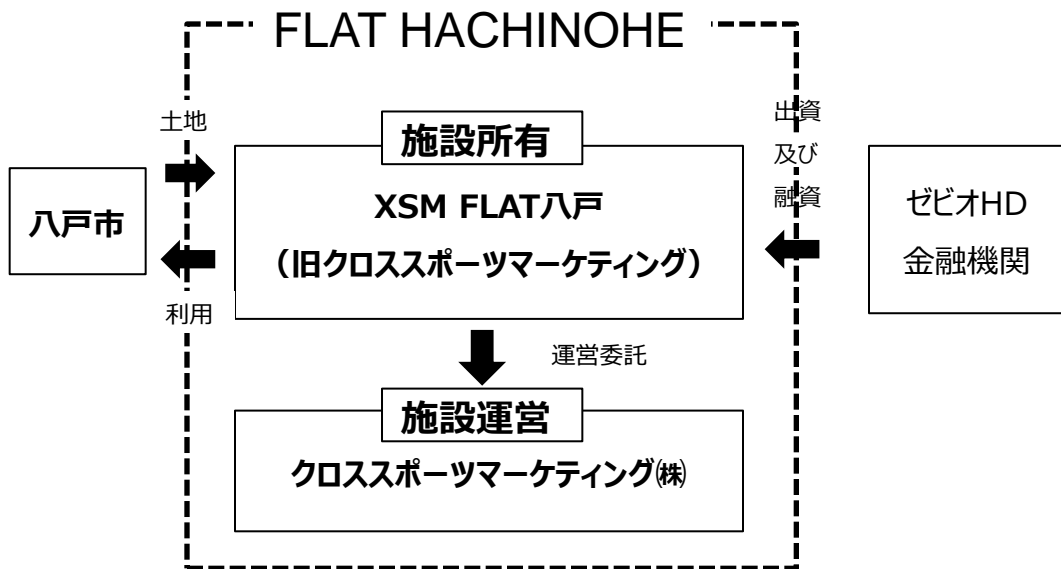 FLAT HACHINOHE
土地
八戸市
利用
施設所有
XSM FLAT八戸
（旧クロススポーツマーケティング）
出資
及び
融資
ゼビオHD
金融機関
運営委託
施設運営
クロススポーツマーケティング㈱